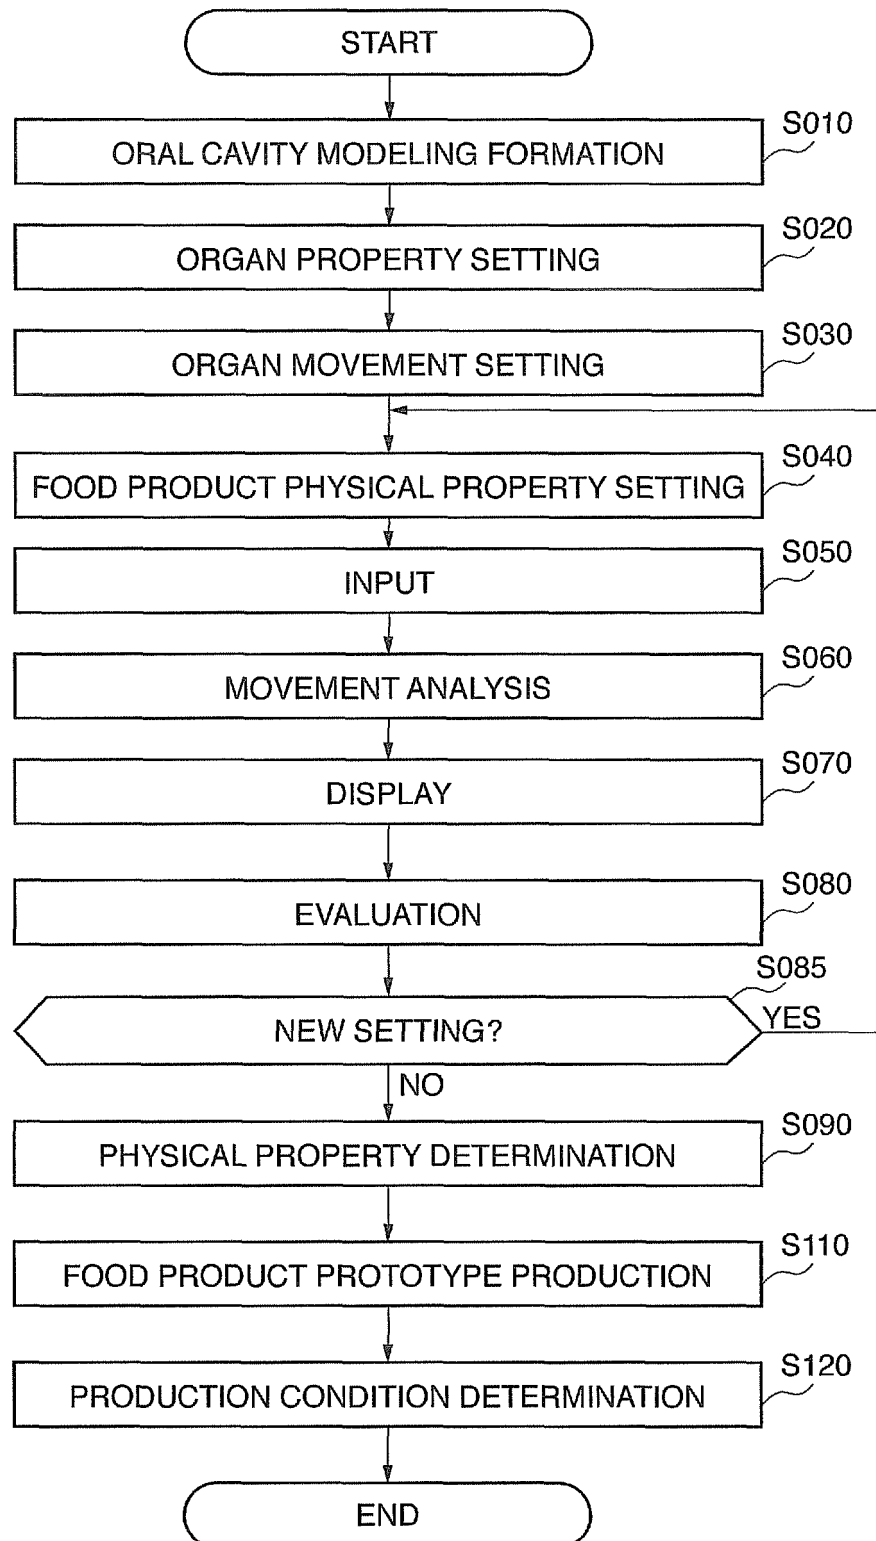 START
S010
ORAL CAVITY MODELING FORMATION
S020
ORGAN PROPERTY SETTING
S030
ORGAN MOVEMENT SETTING
S040
FOOD PRODUCT PHYSICAL PROPERTY SETTING
S050
INPUT
S060
MOVEMENT ANALYSIS
S070
DISPLAY
S080
EVALUATION
S085
NEW SETTING?
YES
NO
S090
PHYSICAL PROPERTY DETERMINATION
S110
FOOD PRODUCT PROTOTYPE PRODUCTION
S120
PRODUCTION CONDITION DETERMINATION
END